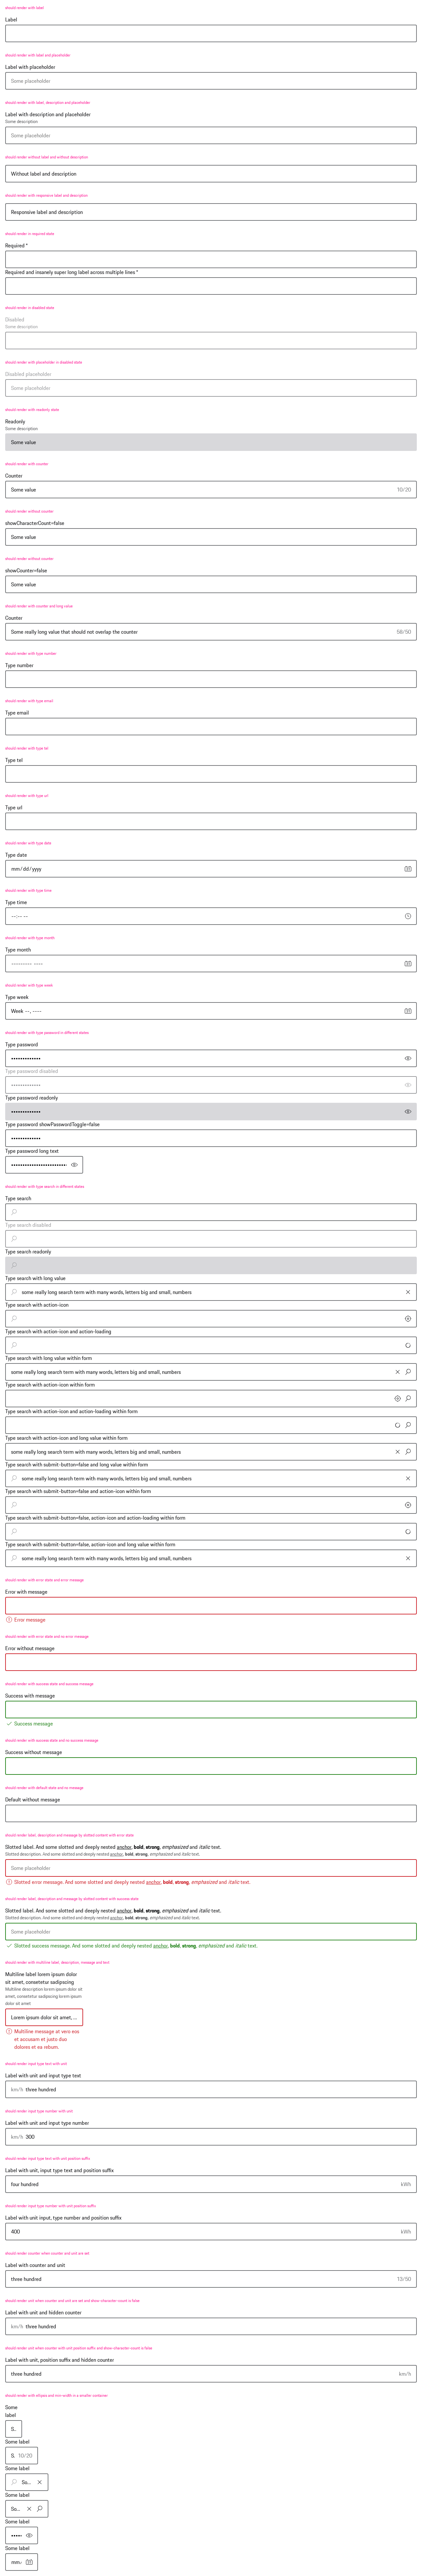 should render with label
Label
should render with label and placeholder
Label with placeholder
Some placeholder
should render with label, description and placeholder
Label with description and placeholder
Some description
Some placeholder
should render without label and without description
Without label and description
should render with responsive label and description
Responsive label and description
should render in required state
Required *
Required and insanely super long label across multiple lines *
should render in disabled state
Disabled
Some description
should render with placeholder in disabled state
Disabled placeholder
Some placeholder
should render with readonly state
Readonly
Some description
Some value
should render with counter
Counter
Some value 10/20
should render without counter
showCharacterCount=false
Some value
should render without counter
showCounter=false
Some value
should render with counter and long value
Counter
Some really long value that should not overlap the counter 58/50
should render with type number
Type number
should render with type email
Type email
should render with type tel
Type tel
should render with type url
Type url
should render with type date
Type date
mm/dd/yyyy
should render with type time
Type time
--:-- --
should render with type month
Type month
--------- ----
should render with type week
Type week
Week --, ----
should render with type password in different states
Type password
•••••••••••••
Type password disabled
•••••••••••••
Type password readonly
•••••••••••••
Type password showPasswordToggle=false
•••••••••••••
Type password long text
should render with type search in different states
Type search
Type search disabled
Type search readonly
Type search with long value
some really long search term with many words, letters big and small, numbers
Type search with action-icon
Type search with action-icon and action-loading
Type search with long value within form
some really long search term with many words, letters big and small, numbers
Type search with action-icon within form
Type search with action-icon and action-loading within form
Type search with action-icon and long value within form
some really long search term with many words, letters big and small, numbers
Type search with submit-button=false and long value within form
some really long search term with many words, letters big and small, numbers
Type search with submit-button=false and action-icon within form
Type search with submit-button=false, action-icon and action-loading within form
Type search with submit-button=false, action-icon and long value within form
some really long search term with many words, letters big and small, numbers
should render with error state and error message
Error with message
Error message
should render with error state and no error message
Error without message
should render with success state and success message
Success with message
Success message
should render with success state and no success message
Success without message
should render with default state and no message
Default without message
should render label, description and message by slotted content with error state
Slotted label. And some slotted and deeply nested anchor, bold, strong, emphasized and italic text.
Slotted description. And some slotted and deeply nested anchor, bold, strong, emphasized and italic text.
Some placeholder
Slotted error message. And some slotted and deeply nested anchor, bold, strong, emphasized and italic text.
should render label, description and message by slotted content with success state
Slotted label. And some slotted and deeply nested anchor, bold, strong, emphasized and italic text.
Slotted description. And some slotted and deeply nested anchor, bold, strong, emphasized and italic text.
Some placeholder
Slotted success message. And some slotted and deeply nested anchor, bold, strong, emphasized and italic text.
should render with multiline label, description, message and text
Multiline label lorem ipsum dolor
sit amet, consetetur sadipscing
Multiline description lorem ipsum dolor sit
amet, consetetur sadipscing lorem ipsum
dolor sit amet
Lorem ipsum dolor sit amet, ...
Multiline message at vero eos
et accusam et justo duo
dolores et ea rebum.
should render input type text with unit
Label with unit and input type text
km/h three hundred
should render input type number with unit
Label with unit and input type number
km/h 300
should render input type text with unit position suffix
Label with unit, input type text and position suffix
four hundred kWh
should render input type number with unit position suffix
Label with unit input, type number and position suffix
400 kWh
should render counter when counter and unit are set
Label with counter and unit
three hundred 13/50
should render unit when counter and unit are set and show-character-count is false
Label with unit and hidden counter
km/h three hundred
should render unit when counter with unit position suffix and show-character-count is false
Label with unit, position suffix and hidden counter
three hundred km/h
should render with ellipsis and min-width in a smaller container
Some
label
S..
Some label
S. 10/20
Some label
So...
Some label
So...
Some label
Some label
mm/